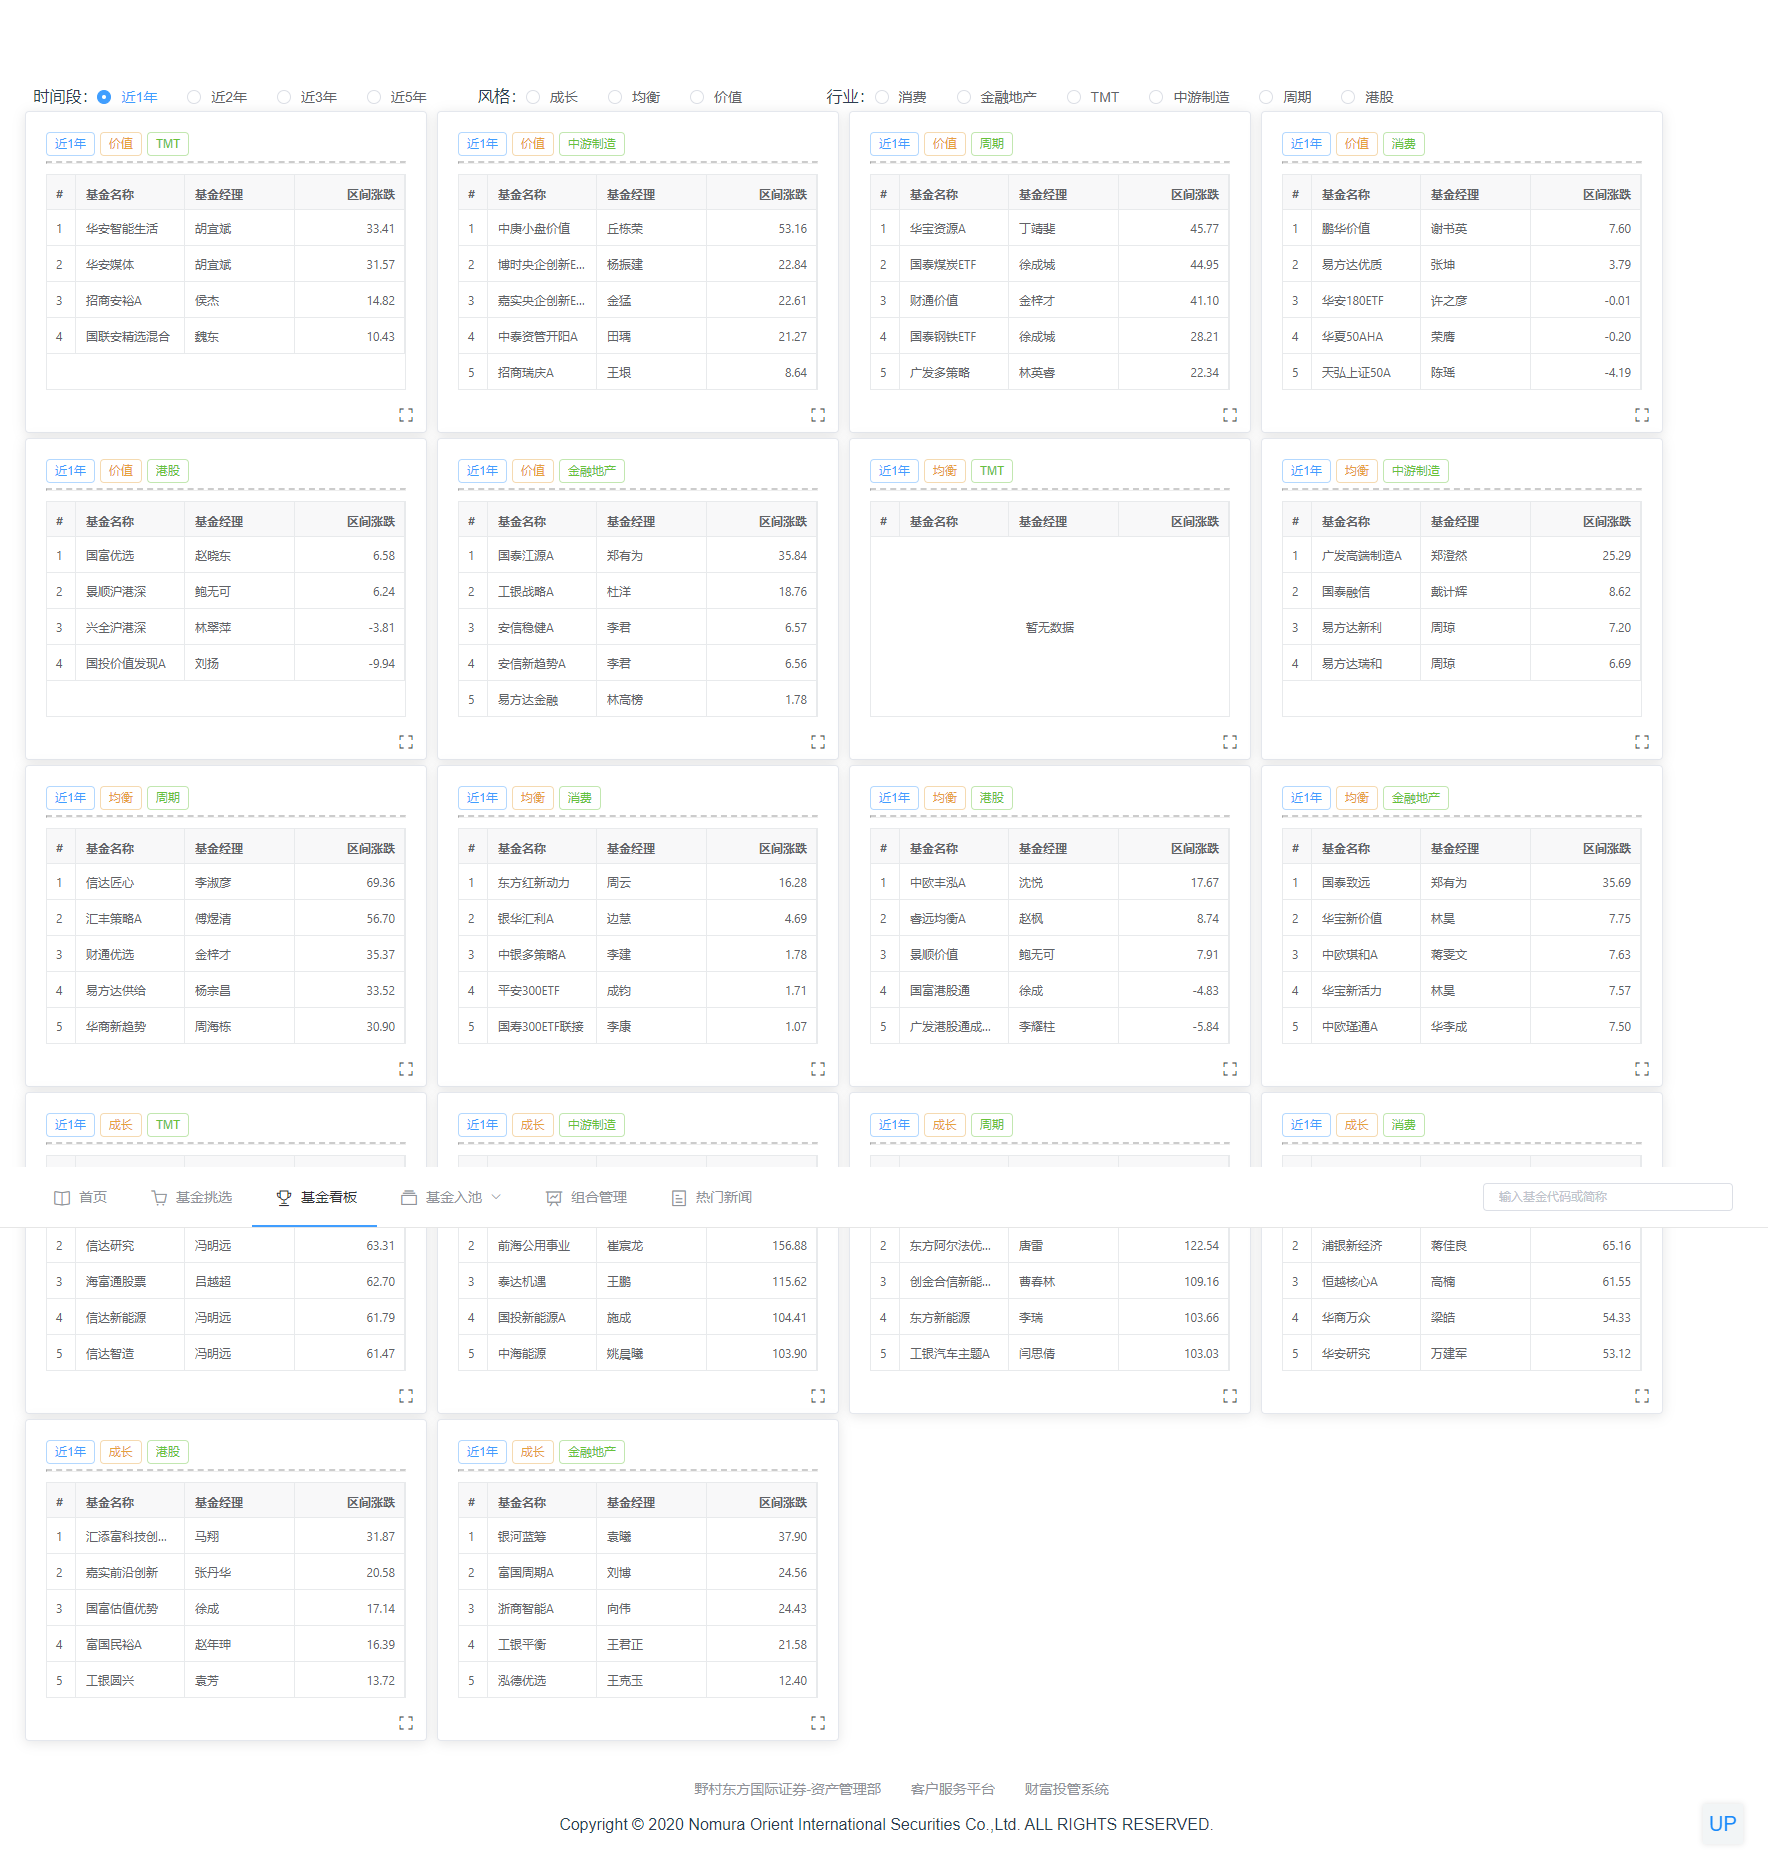 时间段： 近1年 近2年 近3年 近5年 风格： 成长 均衡 价值 行业： 消费 金融地产 TMT 中游制造 周期 港股
近1年 价值 TMT
# 基金名称 基金经理 区间涨跌
1 华安智能生活 胡宜斌 33.41
2 华安媒体 胡宜斌 31.57
3 招商安裕A 侯杰 14.82
4 国联安精选混合 魏东 10.43
近1年 价值 中游制造
# 基金名称 基金经理 区间涨跌
1 中庚小盘价值 丘栋荣 53.16
2 博时央企创新E... 杨振建 22.84
3 嘉实央企创新E... 金猛 22.61
4 中泰资管开阳A 田瑀 21.27
5 招商瑞庆A 王垠 8.64
近1年 价值 周期
# 基金名称 基金经理 区间涨跌
1 华宝资源A 丁靖斐 45.77
2 国泰煤炭ETF 徐成城 44.95
3 财通价值 金梓才 41.10
4 国泰钢铁ETF 徐成城 28.21
5 广发多策略 林英睿 22.34
近1年 价值 消费
# 基金名称 基金经理 区间涨跌
1 鹏华价值 谢书英 7.60
2 易方达优质 张坤 3.79
3 华安180ETF 许之彦 -0.01
4 华夏50AHA 荣膺 -0.20
5 天弘上证50A 陈瑶 -4.19
近1年 价值 港股
# 基金名称 基金经理 区间涨跌
1 国富优选 赵晓东 6.58
2 景顺沪港深 鲍无可 6.24
3 兴全沪港深 林翠萍 -3.81
4 国投价值发现A 刘扬 -9.94
近1年 价值 金融地产
# 基金名称 基金经理 区间涨跌
1 国泰江源A 郑有为 35.84
2 工银战略A 杜洋 18.76
3 安信稳健A 李君 6.57
4 安信新趋势A 李君 6.56
5 易方达金融 林高榜 1.78
近1年 均衡 TMT
# 基金名称 基金经理 区间涨跌
暂无数据
近1年 均衡 中游制造
# 基金名称 基金经理 区间涨跌
1 广发高端制造A 郑澄然 25.29
2 国泰融信 戴计辉 8.62
3 易方达新利 周琼 7.20
4 易方达瑞和 周琼 6.69
近1年 均衡 周期
# 基金名称 基金经理 区间涨跌
1 信达匠心 李淑彦 69.36
2 汇丰策略A 傅煜清 56.70
3 财通优选 金梓才 35.37
4 易方达供给 杨宗昌 33.52
5 华商新趋势 周海栋 30.90
近1年 均衡 消费
# 基金名称 基金经理 区间涨跌
1 东方红新动力 周云 16.28
2 银华汇利A 边慧 4.69
3 中银多策略A 李建 1.78
4 平安300ETF 成钧 1.71
5 国寿300ETF联接 李康 1.07
近1年 均衡 港股
# 基金名称 基金经理 区间涨跌
1 中欧丰泓A 沈悦 17.67
2 睿远均衡A 赵枫 8.74
3 景顺价值 鲍无可 7.91
4 国富港股通 徐成 -4.83
5 广发港股通成... 李耀柱 -5.84
近1年 均衡 金融地产
# 基金名称 基金经理 区间涨跌
1 国泰致远 郑有为 35.69
2 华宝新价值 林昊 7.75
3 中欧琪和A 蒋雯文 7.63
4 华宝新活力 林昊 7.57
5 中欧瑾通A 华李成 7.50
近1年 成长 TMT
近1年 成长 中游制造
近1年 成长 周期
近1年 成长 消费
首页 基金挑选 基金看板 基金入池 组合管理 热门新闻 输入基金代码或简称
2 信达研究 冯明远 63.31
3 海富通股票 吕越超 62.70
4 信达新能源 冯明远 61.79
5 信达智造 冯明远 61.47
2 前海公用事业 崔宸龙 156.88
3 泰达机遇 王鹏 115.62
4 国投新能源A 施成 104.41
5 中海能源 姚晨曦 103.90
2 东方阿尔法优... 唐雷 122.54
3 创金合信新能... 曹春林 109.16
4 东方新能源 李瑞 103.66
5 工银汽车主题A 闫思倩 103.03
2 浦银新经济 蒋佳良 65.16
3 恒越核心A 高楠 61.55
4 华商万众 梁皓 54.33
5 华安研究 万建军 53.12
近1年 成长 港股
# 基金名称 基金经理 区间涨跌
1 汇添富科技创... 马翔 31.87
2 嘉实前沿创新 张丹华 20.58
3 国富估值优势 徐成 17.14
4 富国民裕A 赵年珅 16.39
5 工银圆兴 袁芳 13.72
近1年 成长 金融地产
# 基金名称 基金经理 区间涨跌
1 银河蓝筹 袁曦 37.90
2 富国周期A 刘博 24.56
3 浙商智能A 向伟 24.43
4 工银平衡 王君正 21.58
5 泓德优选 王克玉 12.40
野村东方国际证券-资产管理部 客户服务平台 财富投管系统
Copyright © 2020 Nomura Orient International Securities Co.,Ltd. ALL RIGHTS RESERVED.
UP